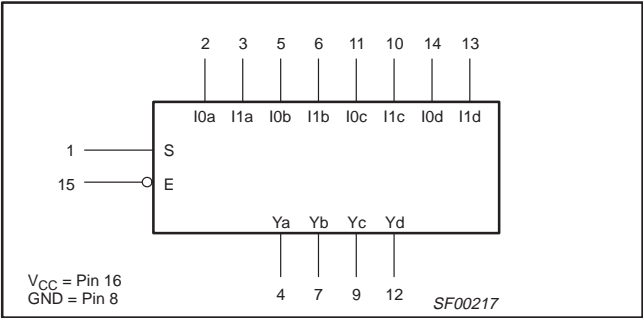 2 3 5 6 11 10 14 13
I0a I1a I0b I1b I0c I1c I0d I1d
1 S
15 E
Ya Yb Yc Yd
V_CC = Pin 16
GND = Pin 8
4 7 9 12
SF00217